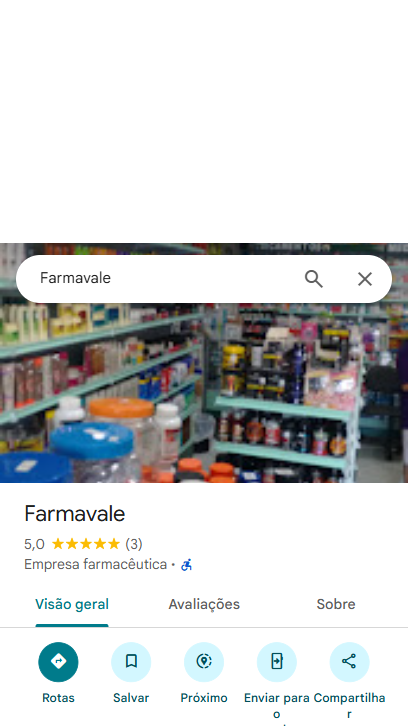 Farmavale
Farmavale
5,0 ★★★★★ (3)
Empresa farmacêutica •
Visão geral Avaliações Sobre
Rotas Salvar Próximo Enviar para o Compartilhar